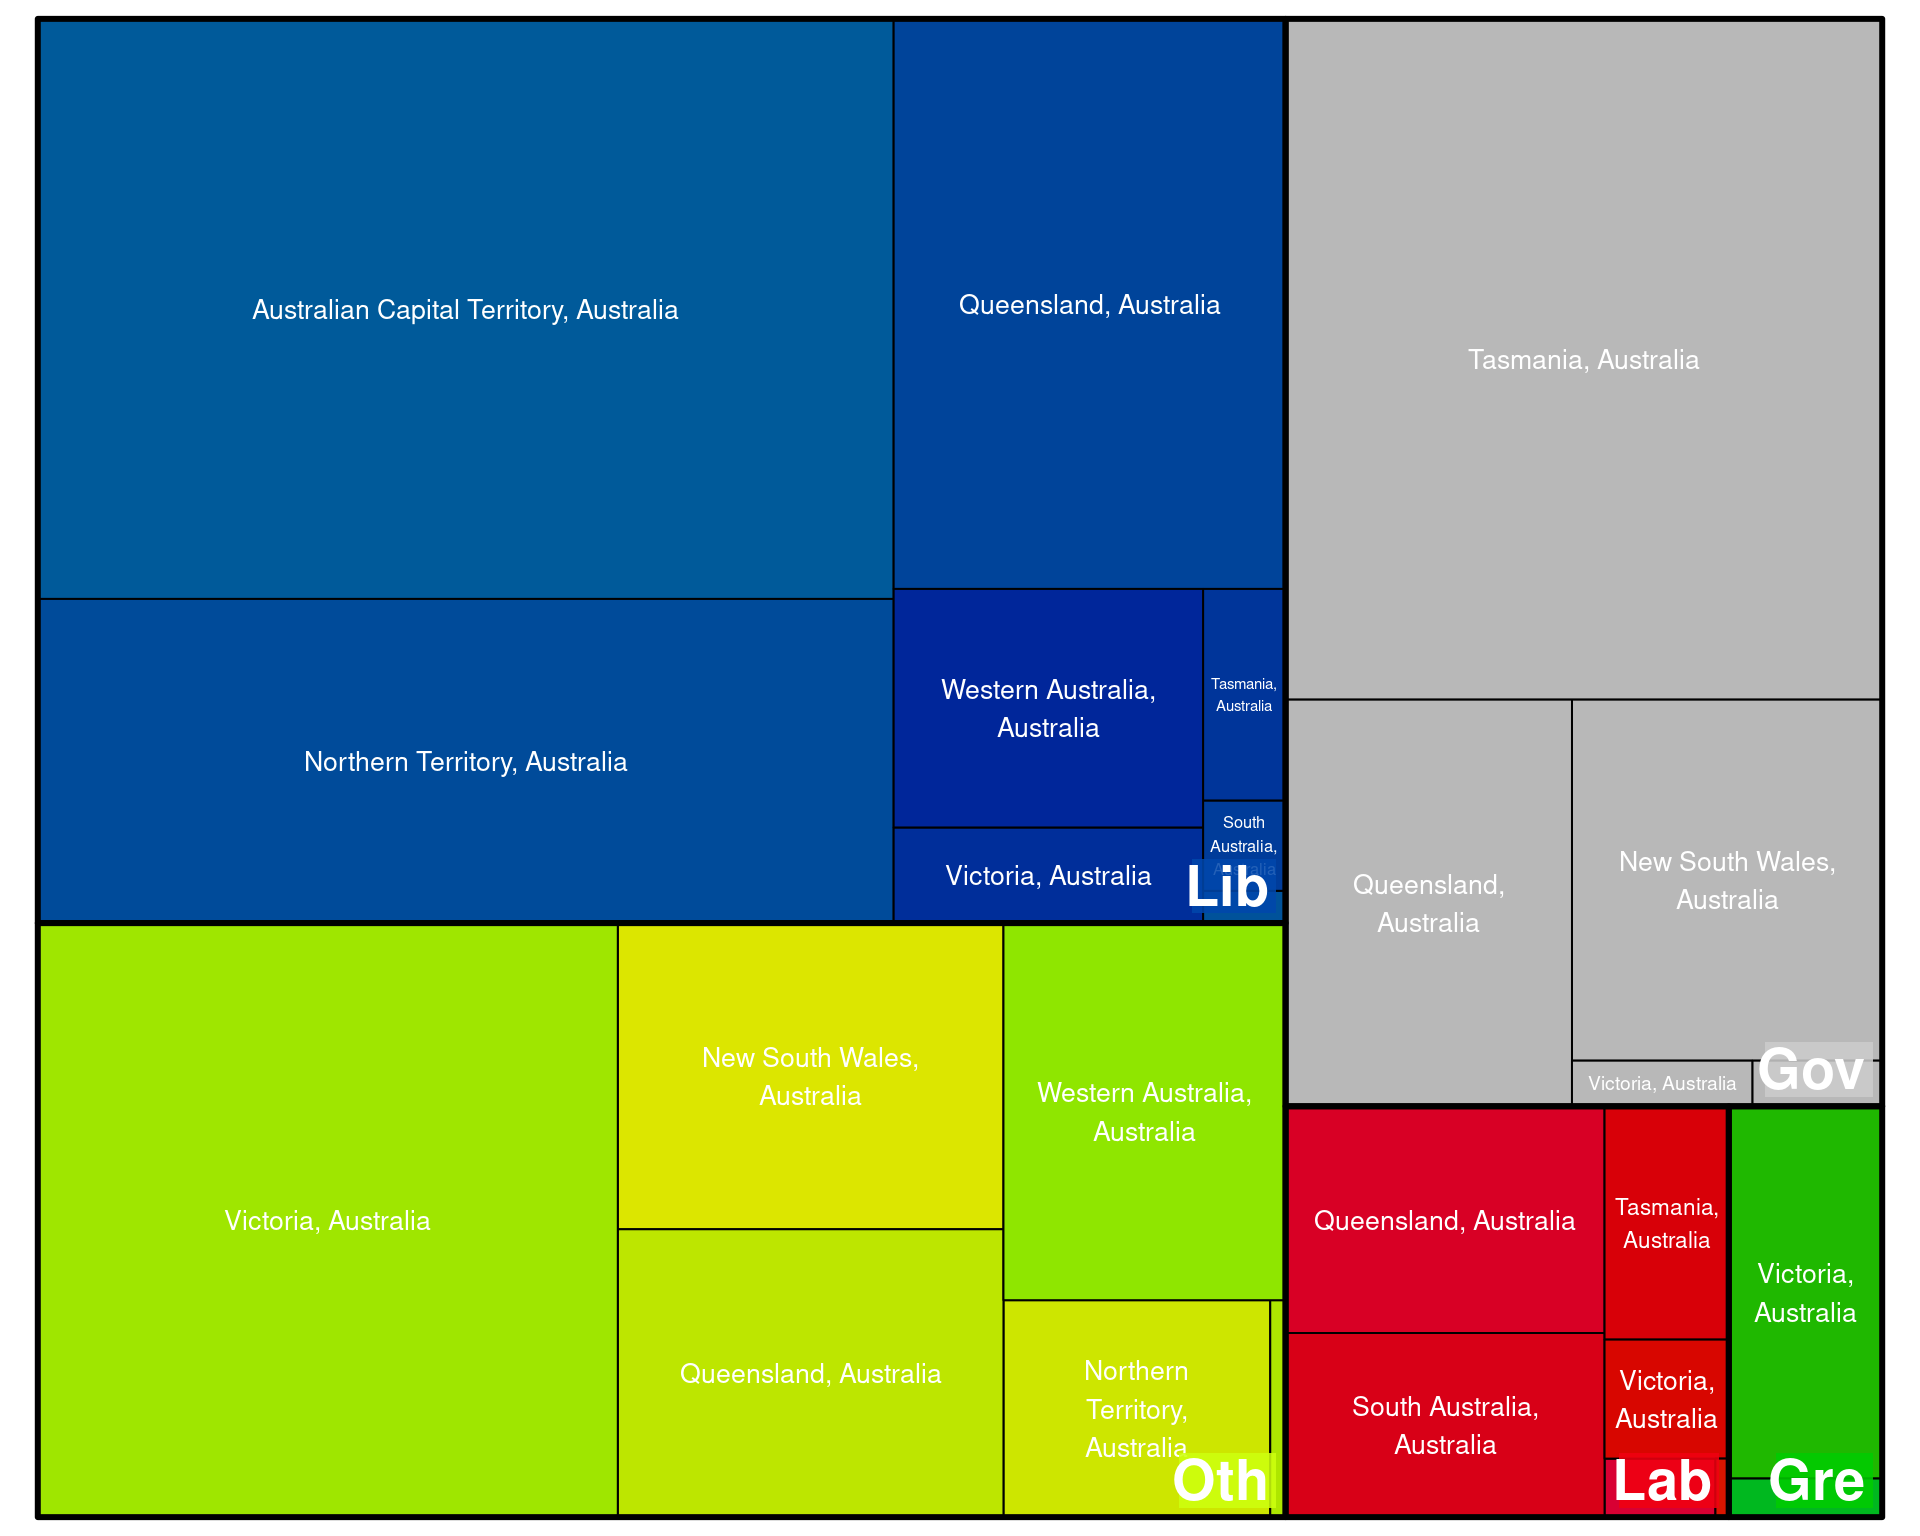 Australian Capital Territory, Australia
Queensland, Australia
Tasmania, Australia
Northern Territory, Australia
Western Australia,
Australia
Tasmania,
Australia
South
Australia,
Australia
Victoria, Australia
Lib
Queensland,
Australia
New South Wales,
Australia
Victoria, Australia
Gov
Victoria, Australia
New South Wales,
Australia
Western Australia,
Australia
Queensland, Australia
Northern
Territory,
Australia
Oth
Queensland, Australia
Tasmania,
Australia
South Australia,
Australia
Victoria,
Australia
Lab
Victoria,
Australia
Gre